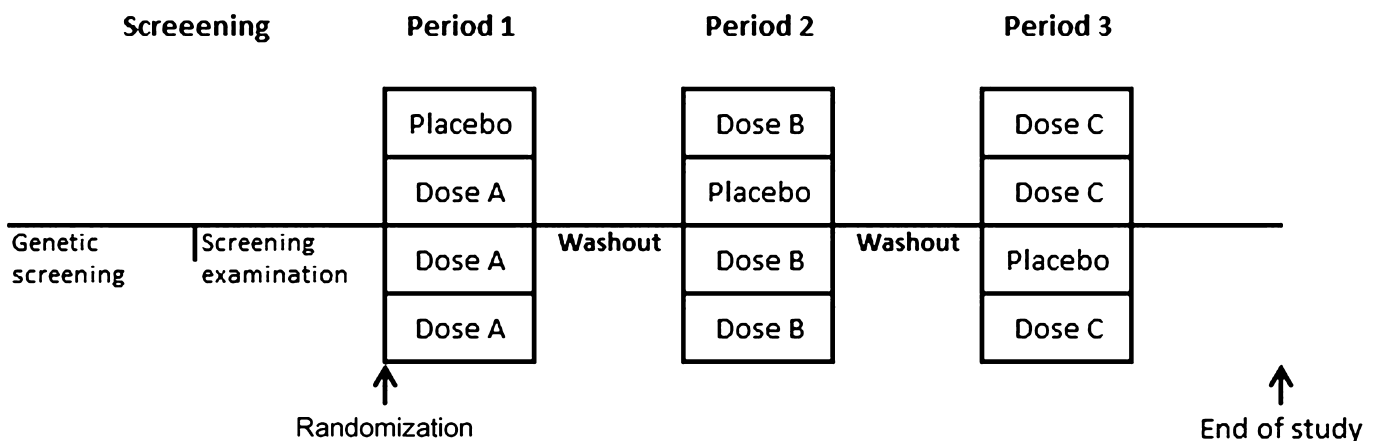 Screeening Period 1 Period 2 Period 3
Placebo Dose B Dose C
Dose A Placebo Dose C
Genetic
screening
Screening
examination
Dose A Washout Dose B Washout Placebo
Dose A Dose B Dose C
Randomization
End of study